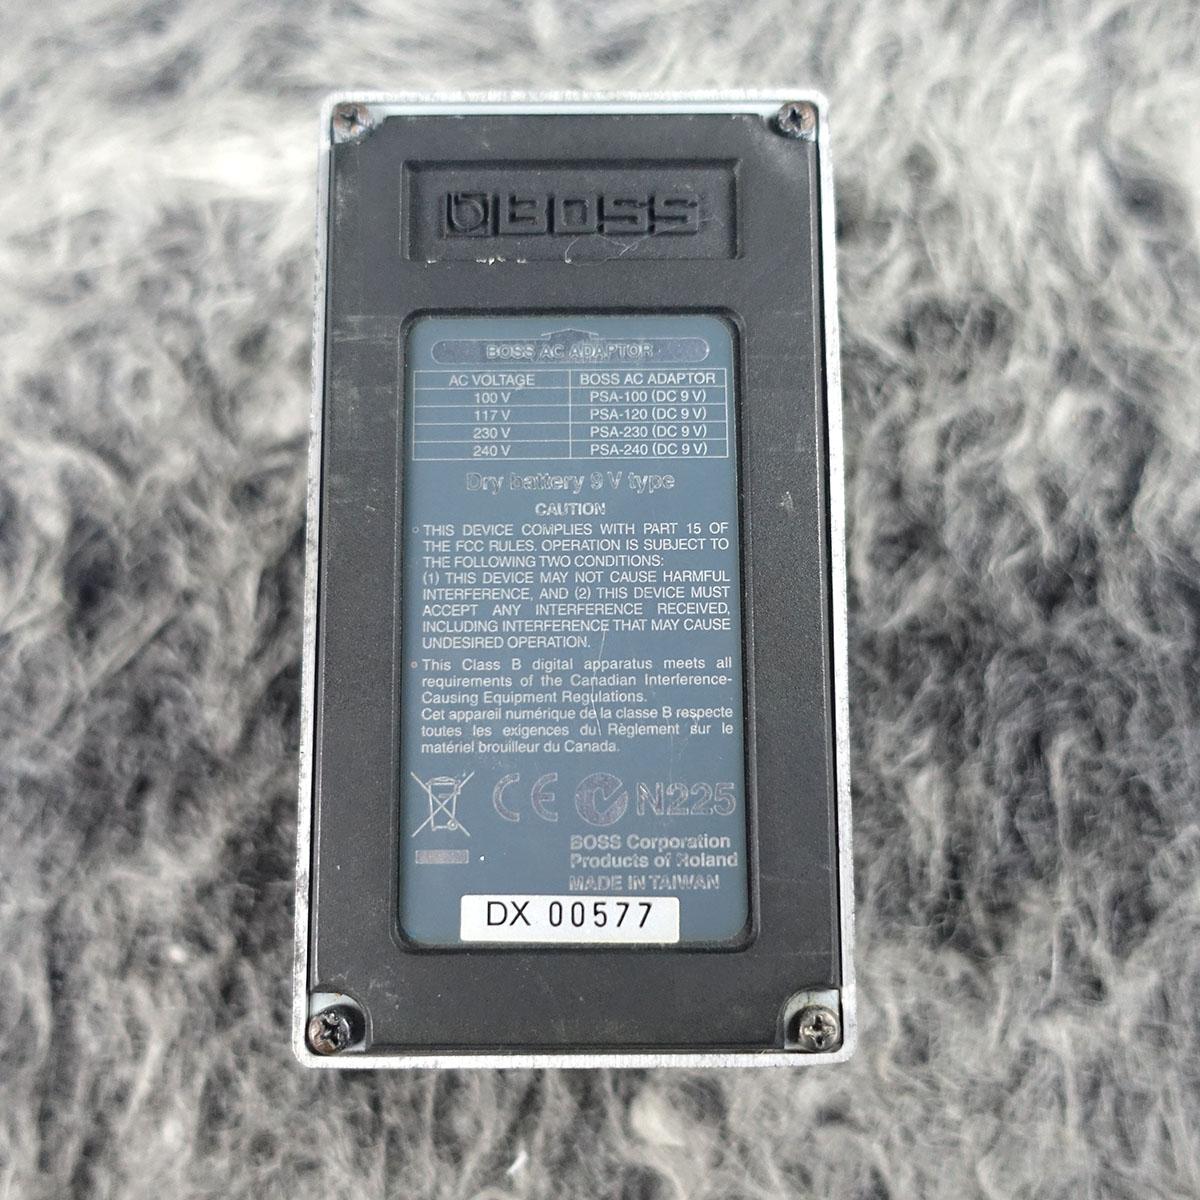 BOSS
BOSS AC ADAPTOR
AC VOLTAGE BOSS AC ADAPTOR
100 V PSA-100 (DC 9 V)
117 V PSA-120 (DC 9 V)
230 V PSA-230 (DC 9 V)
240 V PSA-240 (DC 9 V)
Dry battery 9 V type
CAUTION
THIS DEVICE COMPLIES WITH PART 15 OF
THE FCC RULES. OPERATION IS SUBJECT TO
THE FOLLOWING TWO CONDITIONS:
(1) THIS DEVICE MAY NOT CAUSE HARMFUL
INTERFERENCE, AND (2) THIS DEVICE MUST
ACCEPT ANY INTERFERENCE RECEIVED,
INCLUDING INTERFERENCE THAT MAY CAUSE
UNDESIRED OPERATION.
This Class B digital apparatus meets all
requirements of the Canadian Interference-
Causing Equipment Regulations.
Cet appareil numérique de la classe B respecte
toutes les exigences du Règlement sur le
matériel brouilleur du Canada.
CE N225
BOSS Corporation
Products of Roland
MADE IN TAIWAN
DX 00577